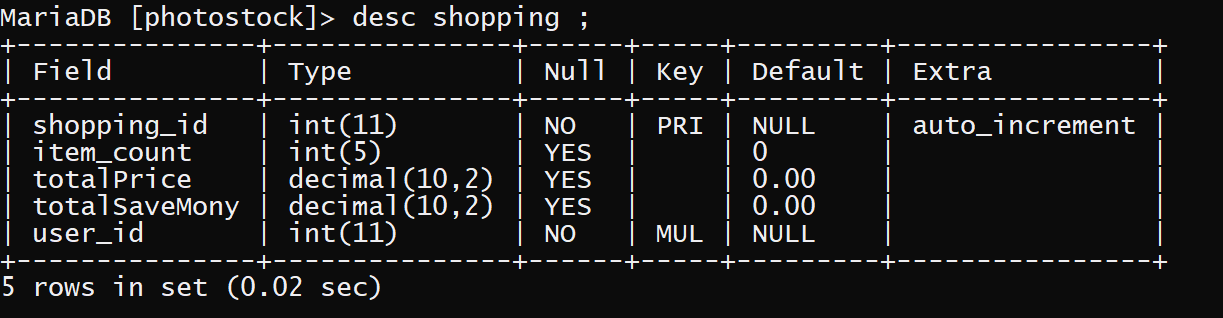 MariaDB [photostock]> desc shopping ;
+---------------+---------------+------+-----+---------+----------------+
| Field         | Type          | Null | Key | Default | Extra          |
+---------------+---------------+------+-----+---------+----------------+
| shopping_id   | int(11)       | NO   | PRI | NULL    | auto_increment |
| item_count    | int(5)        | YES  |     | 0       |                |
| totalPrice    | decimal(10,2) | YES  |     | 0.00    |                |
| totalSaveMony | decimal(10,2) | YES  |     | 0.00    |                |
| user_id       | int(11)       | NO   | MUL | NULL    |                |
+---------------+---------------+------+-----+---------+----------------+
5 rows in set (0.02 sec)